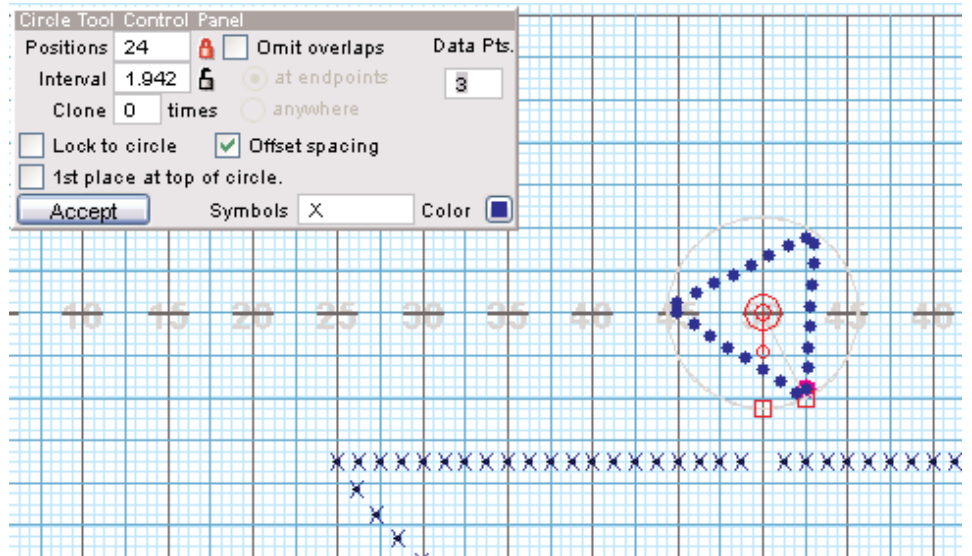 Circle Tool Control Panel
Positions 24 Omit overlaps Data Pts.
Interval 1.942 at endpoints 3
Clone 0 times anywhere
Lock to circle Offset spacing
1st place at top of circle.
Accept Symbols X Color
10 15 20 25 30 35 40 45 45 40